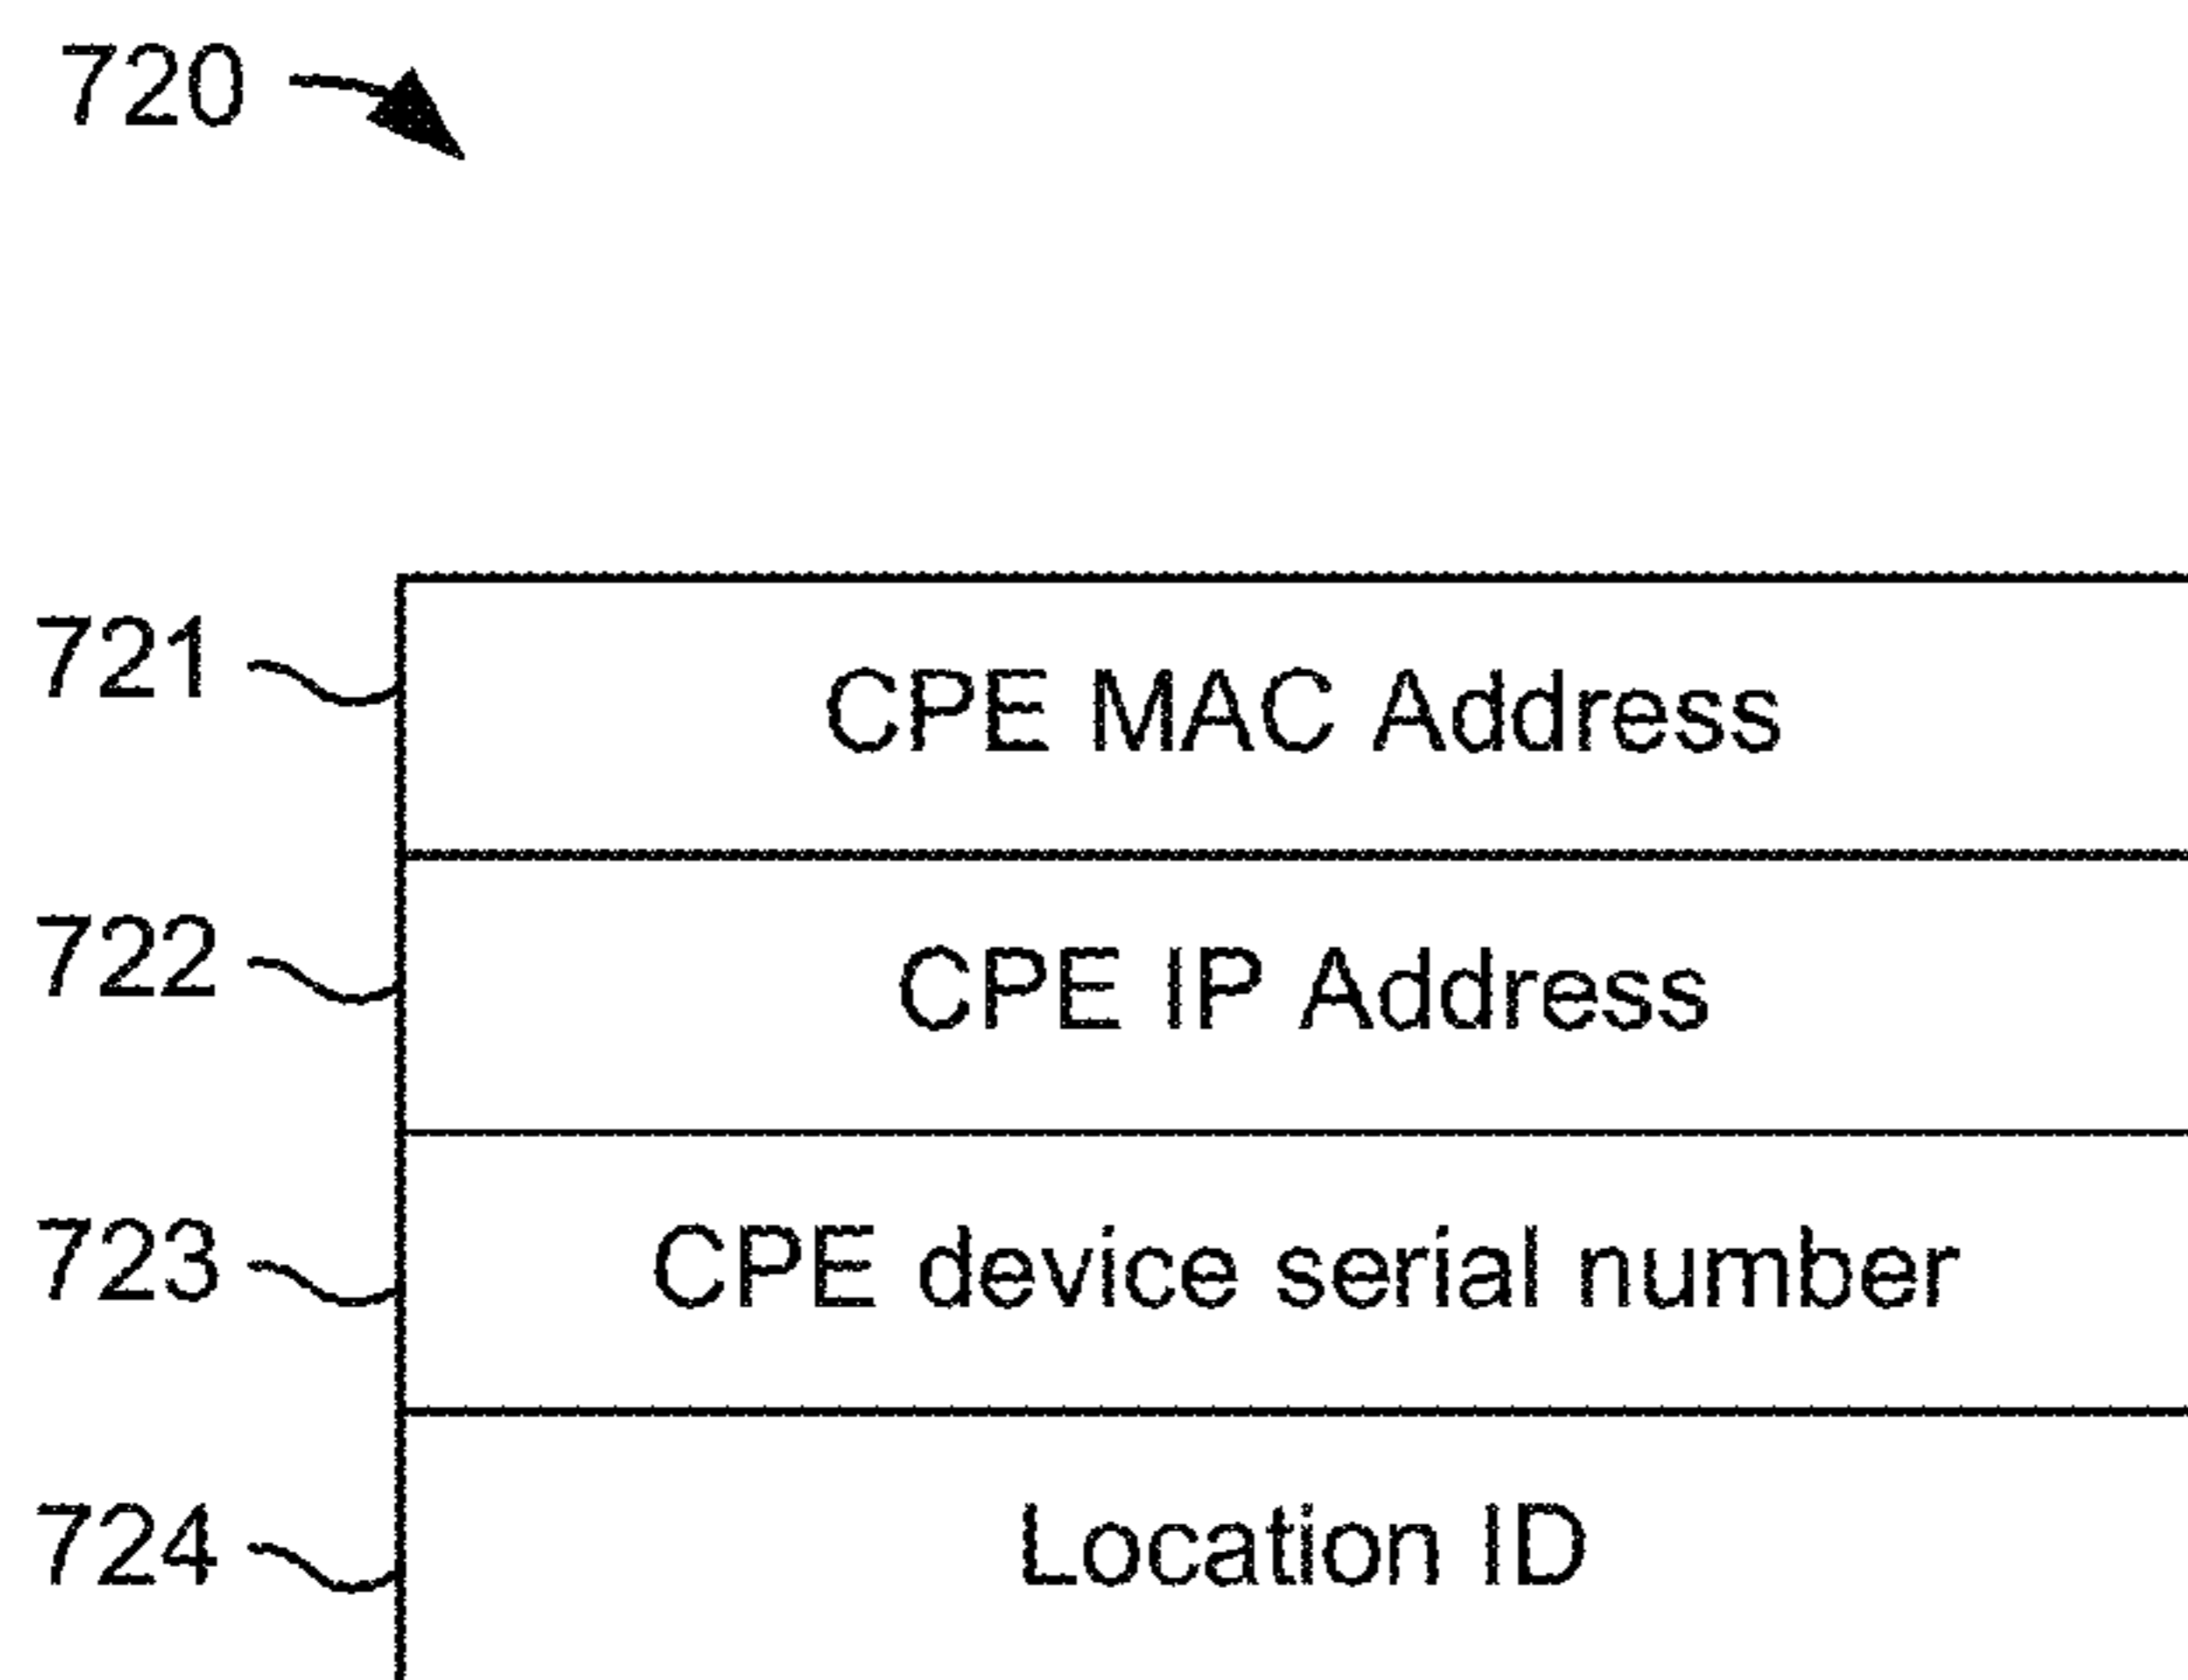 720
721 CPE MAC Address
722 CPE IP Address
723 CPE device serial number
724 Location ID